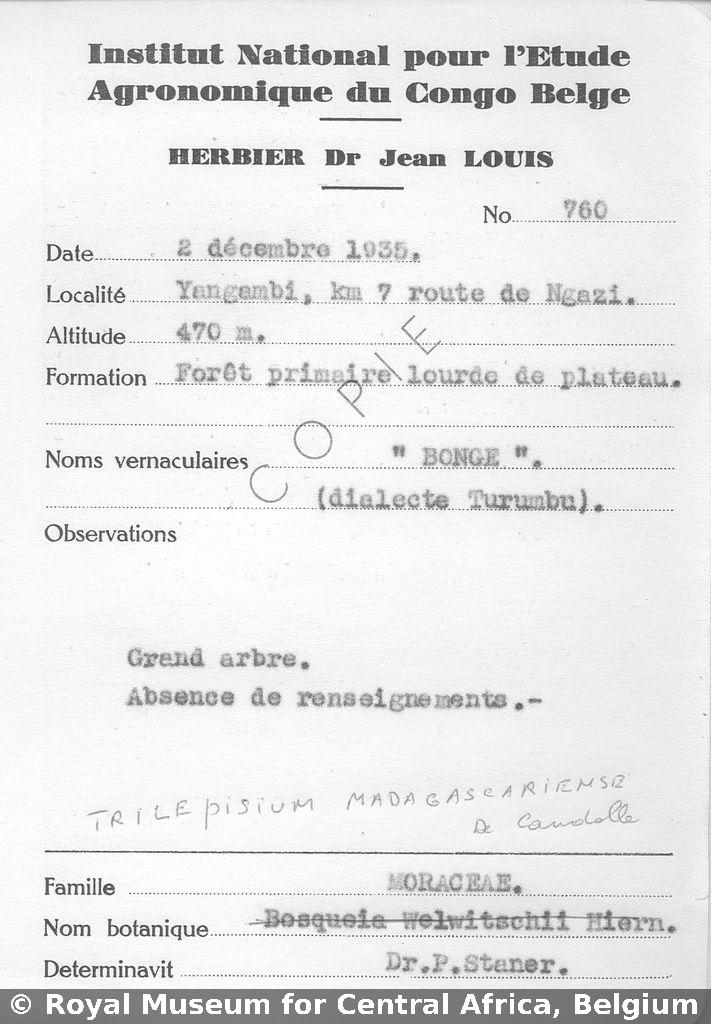 Institut National pour l'Etude
Agronomique du Congo Belge
HERBIER Dr Jean LOUIS
No 760
Date 2 décembre 1935.
Localité Yangambi, km 7 route de Ngazi.
Altitude 470 m.
Formation Forêt primaire lourde de plateau.
COPIE
Noms vernaculaires " BONGE ".
(dialecte Turumbu).
Observations
Grand arbre.
Absence de renseignements.-
TRILEPISIUM MADAGASCARIENSE
De Candolle
Famille MORACEAE.
Nom botanique Bosqueia Welwitschii Hiern.
Determinavit Dr.P.Staner.
© Royal Museum for Central Africa, Belgium